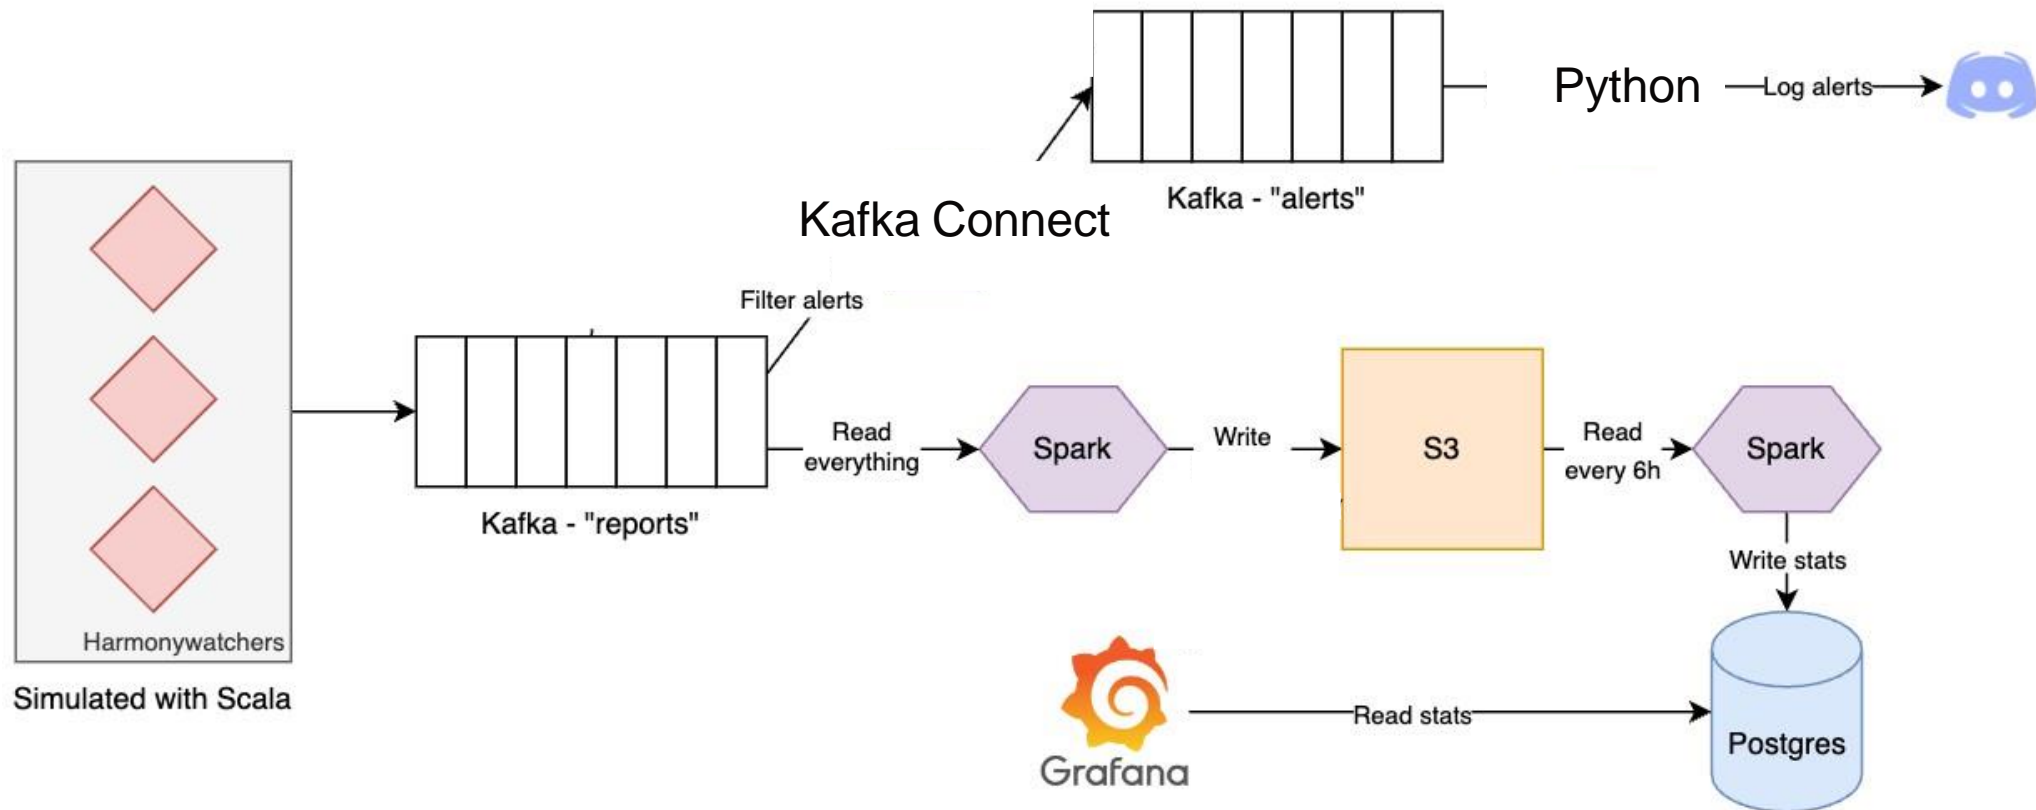 Python
Log alerts
Kafka - "alerts"
Kafka Connect
Filter alerts
Harmonywatchers
Simulated with Scala
Kafka - "reports"
Read
everything
Spark
Write
S3
Read
every 6h
Spark
Write stats
Grafana
Read stats
Postgres